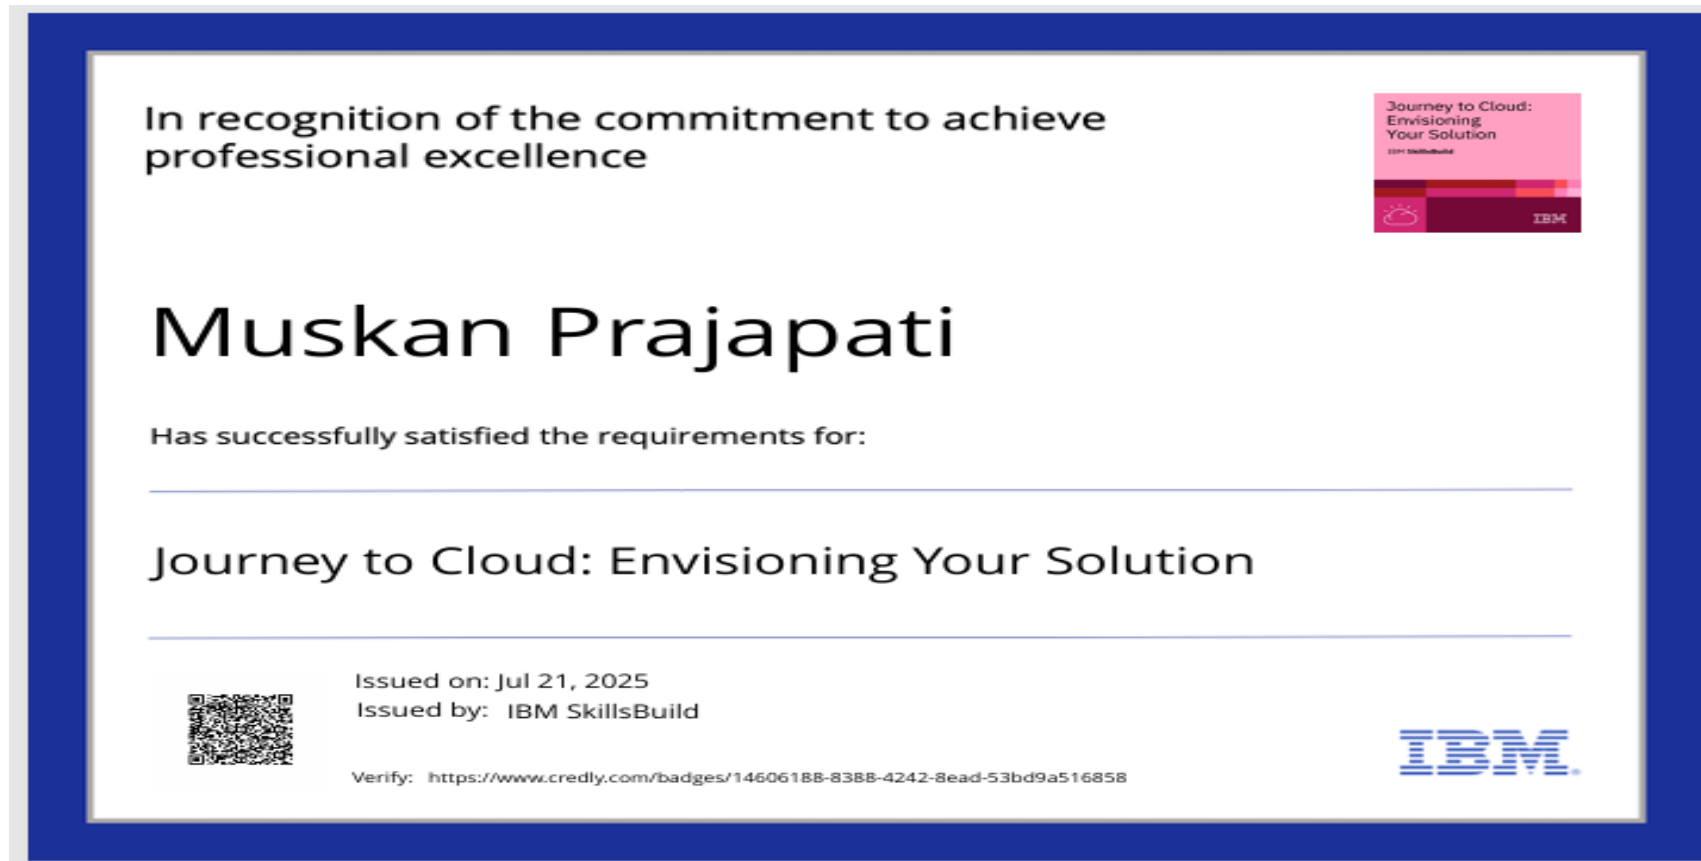 In recognition of the commitment to achieve
professional excellence
Journey to Cloud:
Envisioning
Your Solution
IBM SkillsBuild
IBM
Muskan Prajapati
Has successfully satisfied the requirements for:
Journey to Cloud: Envisioning Your Solution
Issued on: Jul 21, 2025
Issued by: IBM SkillsBuild
Verify: https://www.credly.com/badges/14606188-8388-4242-8ead-53bd9a516858
IBM.